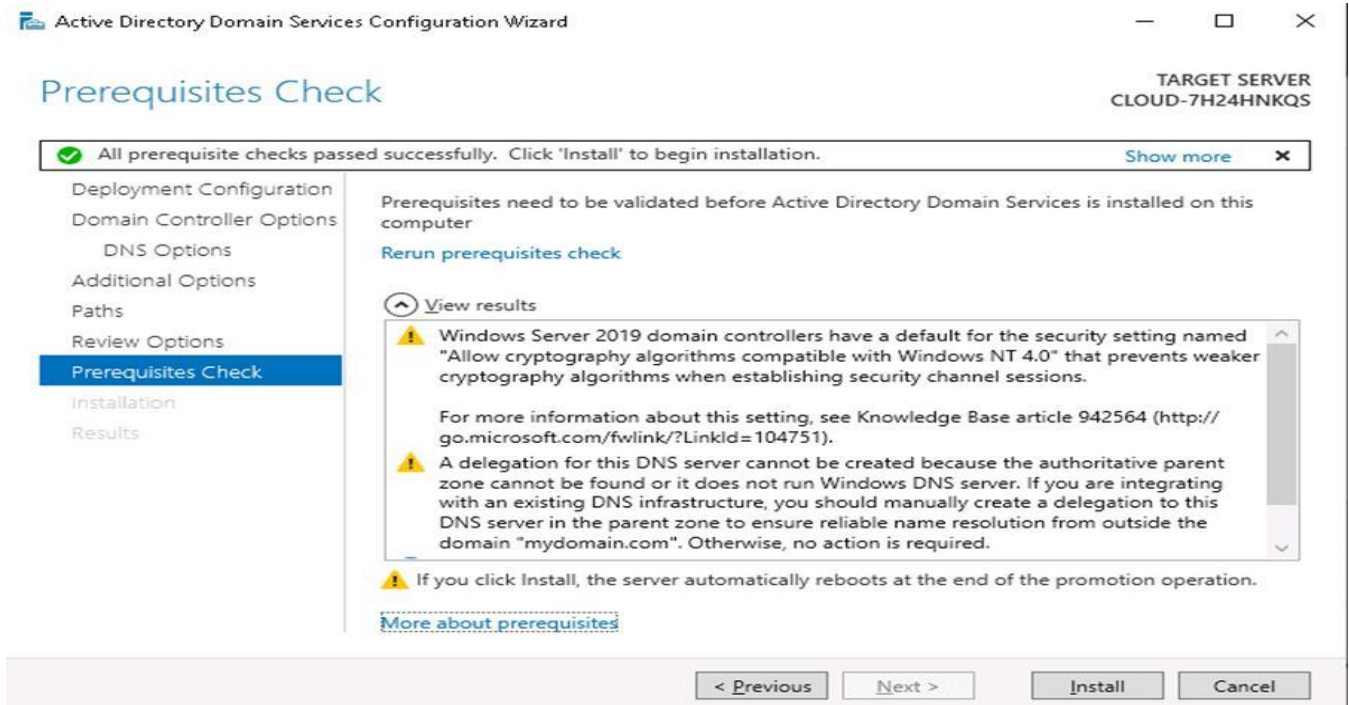 Active Directory Domain Services Configuration Wizard
Prerequisites Check
TARGET SERVER
CLOUD-7H24HNKQS
All prerequisite checks passed successfully. Click 'Install' to begin installation.
Show more
Deployment Configuration
Domain Controller Options
DNS Options
Additional Options
Paths
Review Options
Prerequisites Check
Installation
Results
Prerequisites need to be validated before Active Directory Domain Services is installed on this
computer
Rerun prerequisites check
View results
Windows Server 2019 domain controllers have a default for the security setting named
"Allow cryptography algorithms compatible with Windows NT 4.0" that prevents weaker
cryptography algorithms when establishing security channel sessions.
For more information about this setting, see Knowledge Base article 942564 (http://
go.microsoft.com/fwlink/?LinkId=104751).
A delegation for this DNS server cannot be created because the authoritative parent
zone cannot be found or it does not run Windows DNS server. If you are integrating
with an existing DNS infrastructure, you should manually create a delegation to this
DNS server in the parent zone to ensure reliable name resolution from outside the
domain "mydomain.com". Otherwise, no action is required.
If you click Install, the server automatically reboots at the end of the promotion operation.
More about prerequisites
< Previous
Next >
Install
Cancel